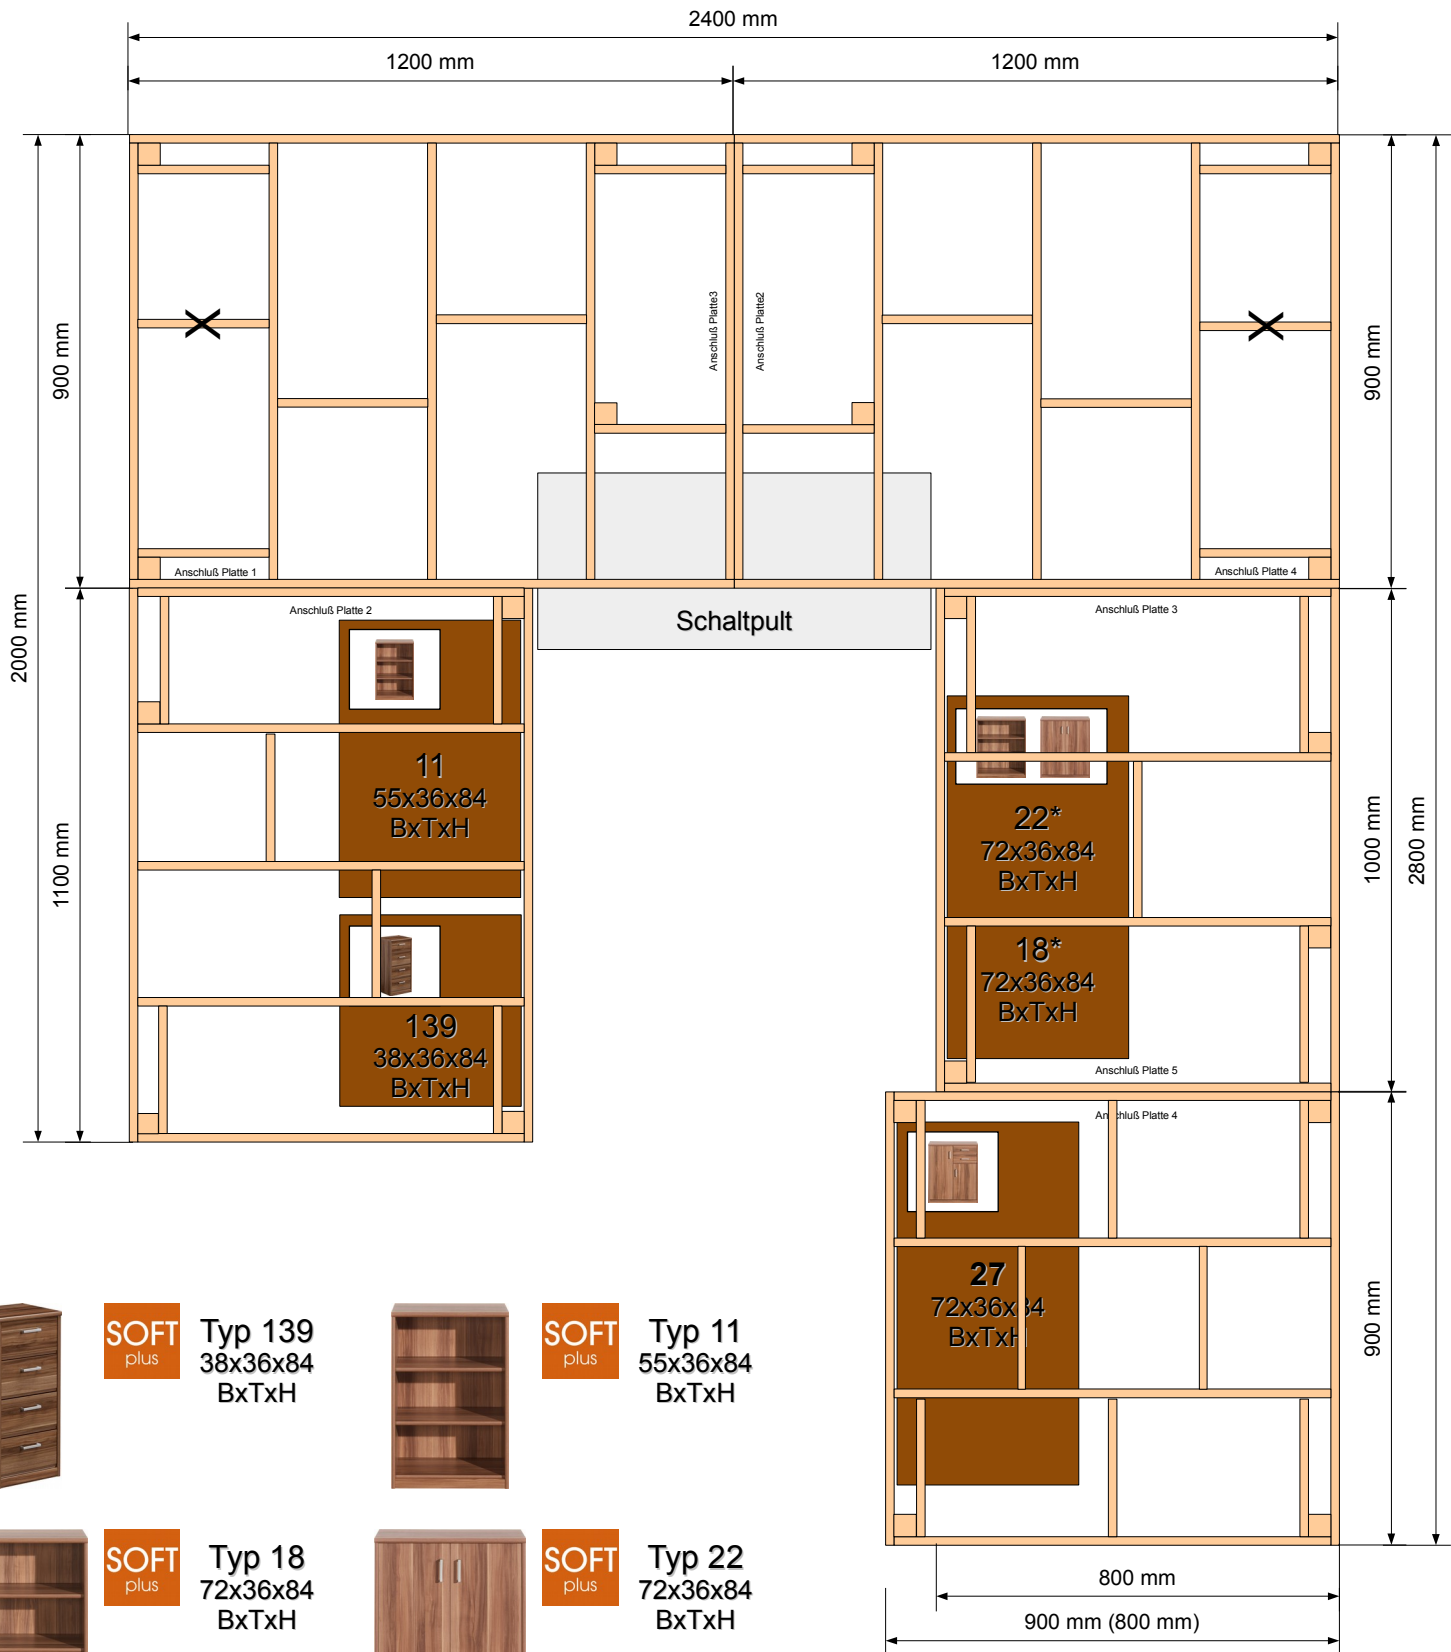 2400 mm
1200 mm
1200 mm
900 mm
2000 mm
1100 mm
900 mm
1000 mm
2800 mm
900 mm
Anschluß Platte3
Anschluß Platte2
Anschluß Platte 1
Anschluß Platte 4
Anschluß Platte 2
Schaltpult
Anschluß Platte 3
11
55x36x84
BxTxH
22*
72x36x84
BxTxH
18*
72x36x84
BxTxH
139
38x36x84
BxTxH
Anschluß Platte 5
Anschluß Platte 4
27
72x36x84
BxTxH
SOFT
plus
Typ 139
38x36x84
BxTxH
SOFT
plus
Typ 11
55x36x84
BxTxH
SOFT
plus
Typ 18
72x36x84
BxTxH
SOFT
plus
Typ 22
72x36x84
BxTxH
800 mm
900 mm (800 mm)